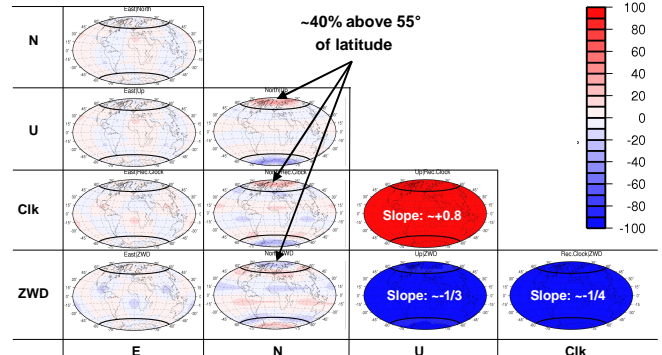 ~40% above 55°
of latitude
N
East|North
U
East|Up
North|Up
Clk
East|Rec.Clock
North|Rec.Clock
Up|Rec.Clock
Slope: ~+0.8
ZWD
East|ZWD
North|ZWD
Up|ZWD
Slope: ~-1/3
Rec.Clock|ZWD
Slope: ~-1/4
E
N
U
Clk
100
80
60
40
20
0
-20
-40
-60
-80
-100